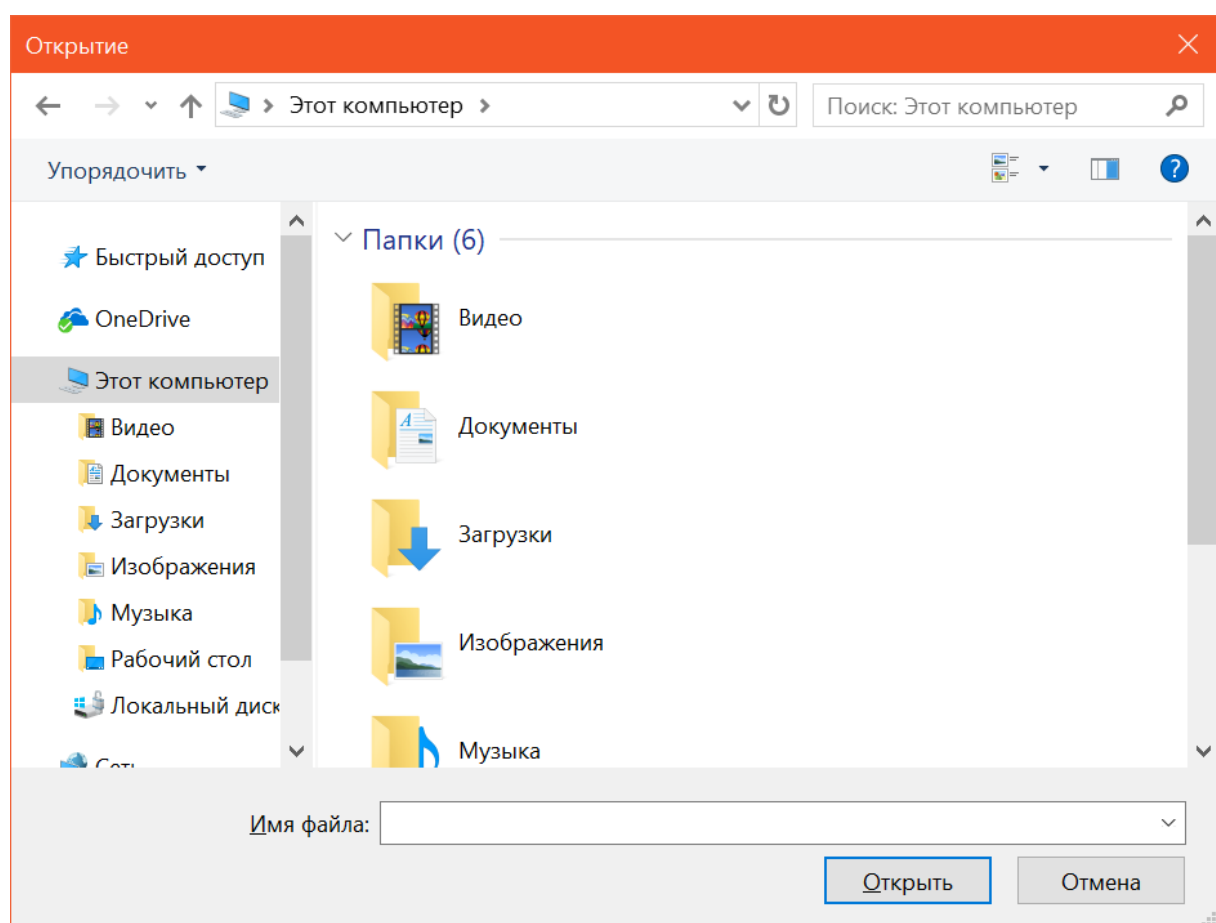 Открытие
Этот компьютер
Поиск: Этот компьютер
Упорядочить
Быстрый доступ
OneDrive
Этот компьютер
Видео
Документы
Загрузки
Изображения
Музыка
Рабочий стол
Локальный диск
Сеть
Папки (6)
Видео
Документы
Загрузки
Изображения
Музыка
Имя файла:
Открыть
Отмена